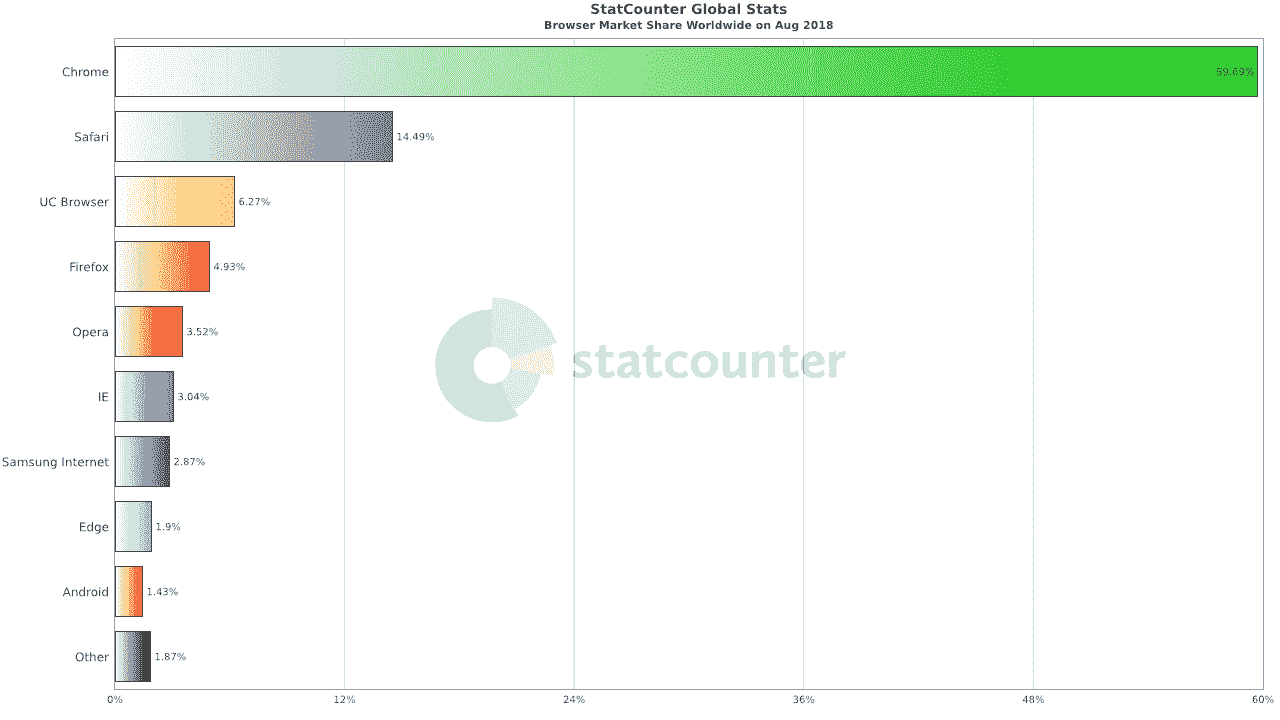 StatCounter Global Stats
Browser Market Share Worldwide on Aug 2018
Chrome 59.69%
Safari 14.49%
UC Browser 6.27%
Firefox 4.93%
Opera 3.52%
statcounter
IE 3.04%
Samsung Internet 2.87%
Edge 1.9%
Android 1.43%
Other 1.87%
0% 12% 24% 36% 48% 60%